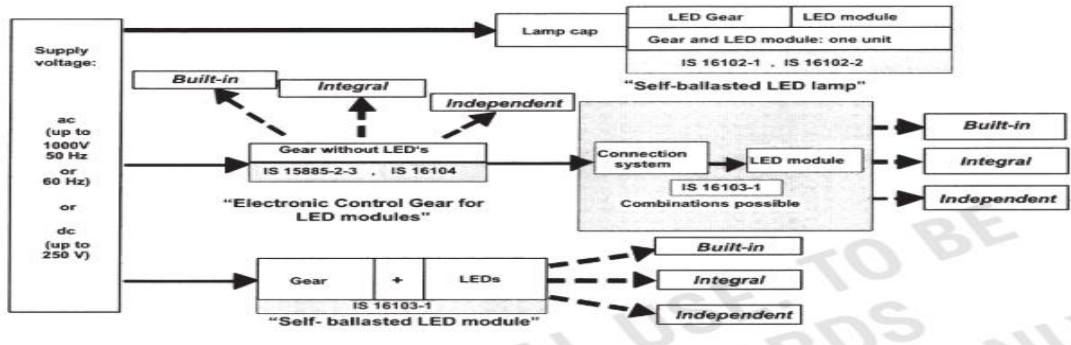 Supply
voltage:
ac
(up to
1000V
50 Hz
or
60 Hz)
or
dc
(up to
250 V)
Lamp cap
LED Gear
LED module
Gear and LED module: one unit
IS 16102-1 , IS 16102-2
“Self-ballasted LED lamp”
Built-in
Integral
Independent
Gear without LED's
IS 15885-2-3 , IS 16104
“Electronic Control Gear for
LED modules”
Connection
system
LED module
IS 16103-1
Combinations possible
Built-in
Integral
Independent
Gear
+
LEDs
IS 16103-1
“Self- ballasted LED module”
Built-in
Integral
Independent
USE , TO BE